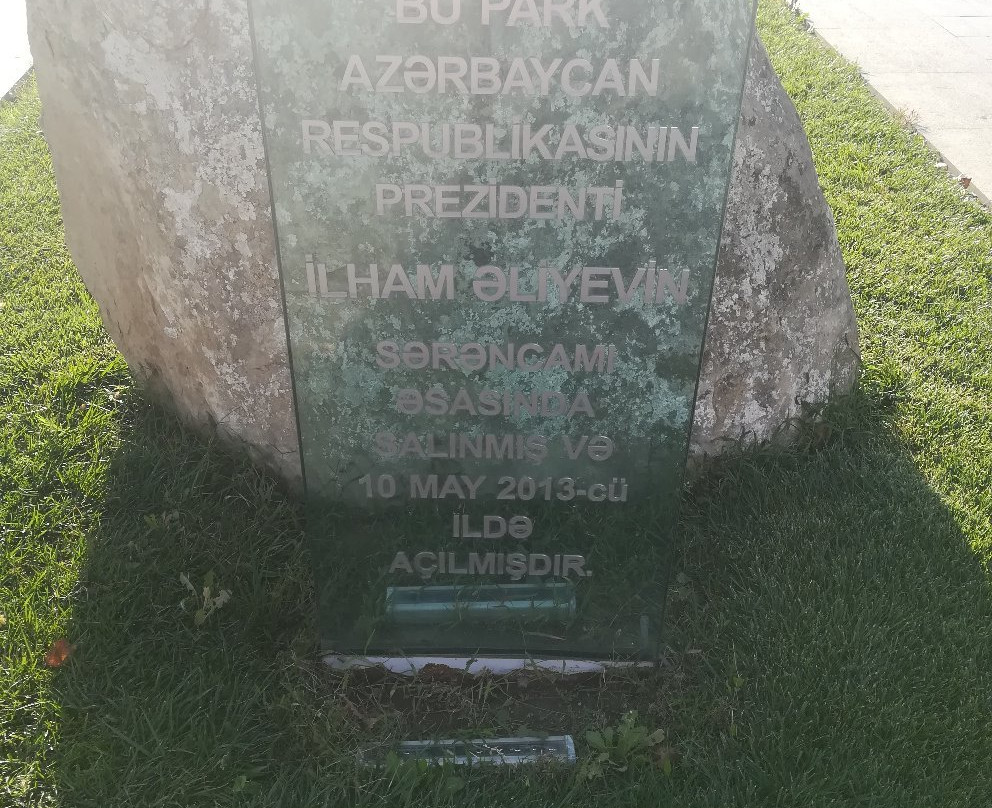 BU PARK
AZƏRBAYCAN
RESPUBLİKASININ
PREZİDENTİ
İLHAM ƏLİYEVİN
SƏRƏNCAMI
ƏSASINDA
SALINMIŞ VƏ
10 MAY 2013-cü
İLDƏ
AÇILMIŞDIR.